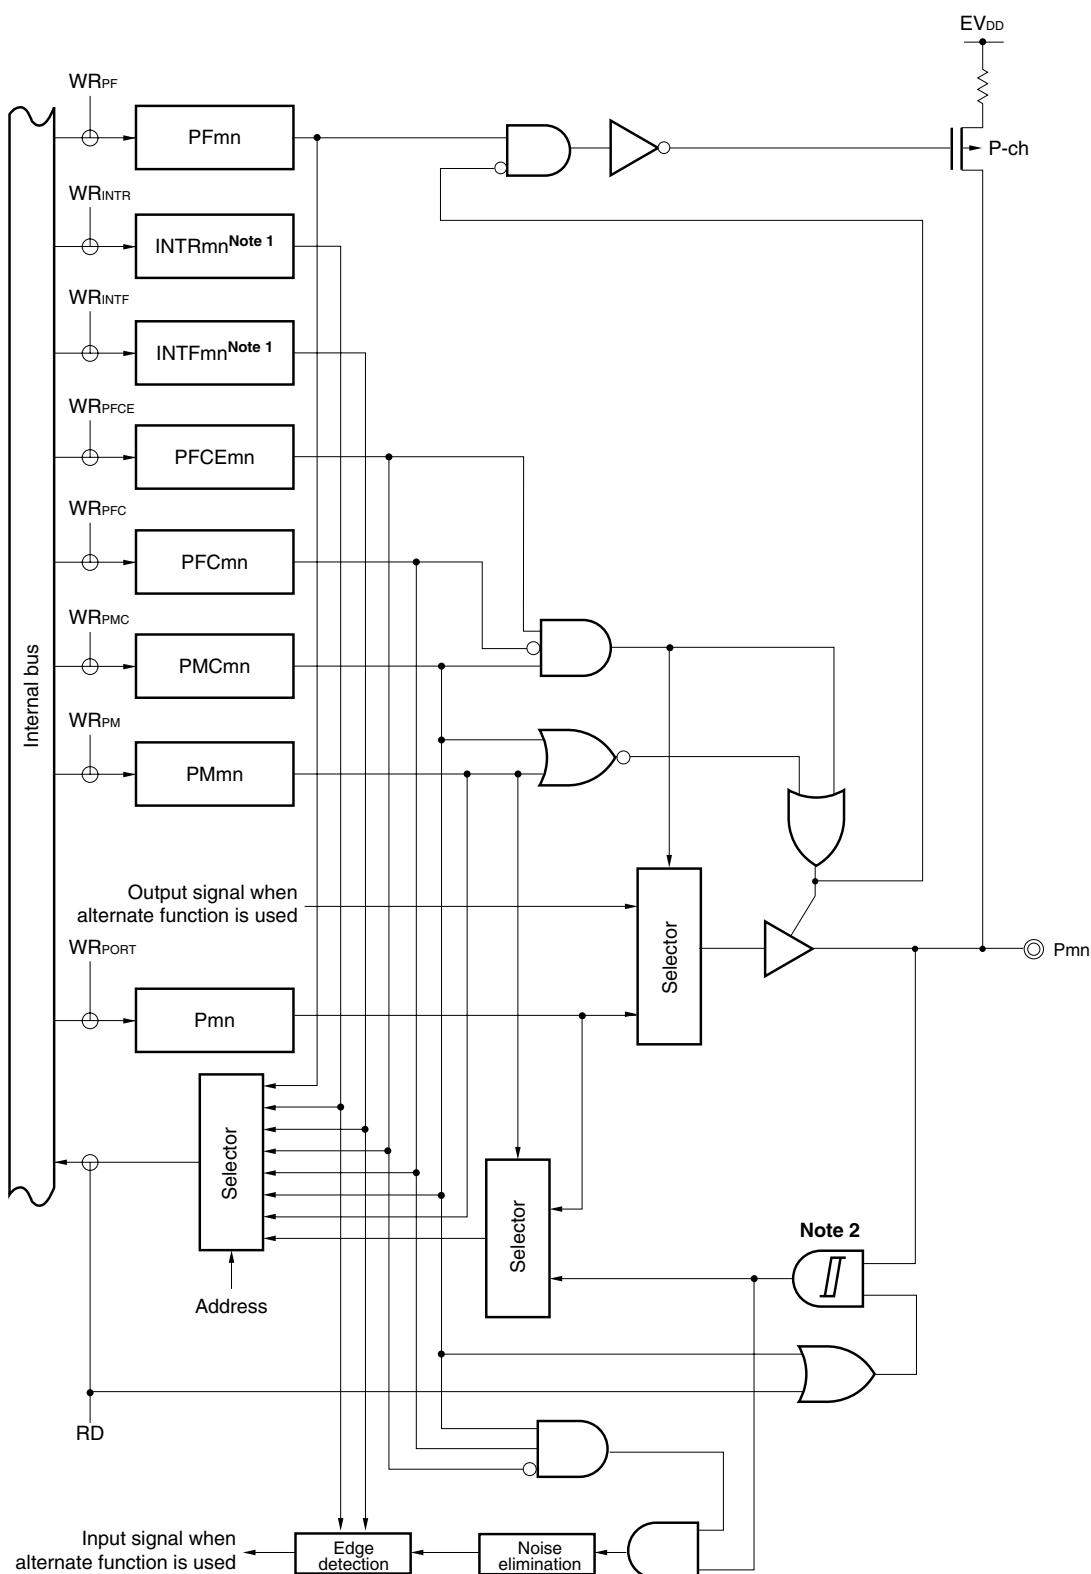 EVDD
WRPF
PFmn
P-ch
WRINTR
INTRmnNote 1
WRINTF
INTFmnNote 1
WRPFCE
PFCEmn
WRPFC
PFCmn
WRPMC
PMCmn
Internal bus
WRPM
PMmn
Output signal when
alternate function is used
Selector
WRPORT
Pmn
Pmn
Selector
Selector
Note 2
Address
RD
Input signal when
alternate function is used
Edge
detection
Noise
elimination